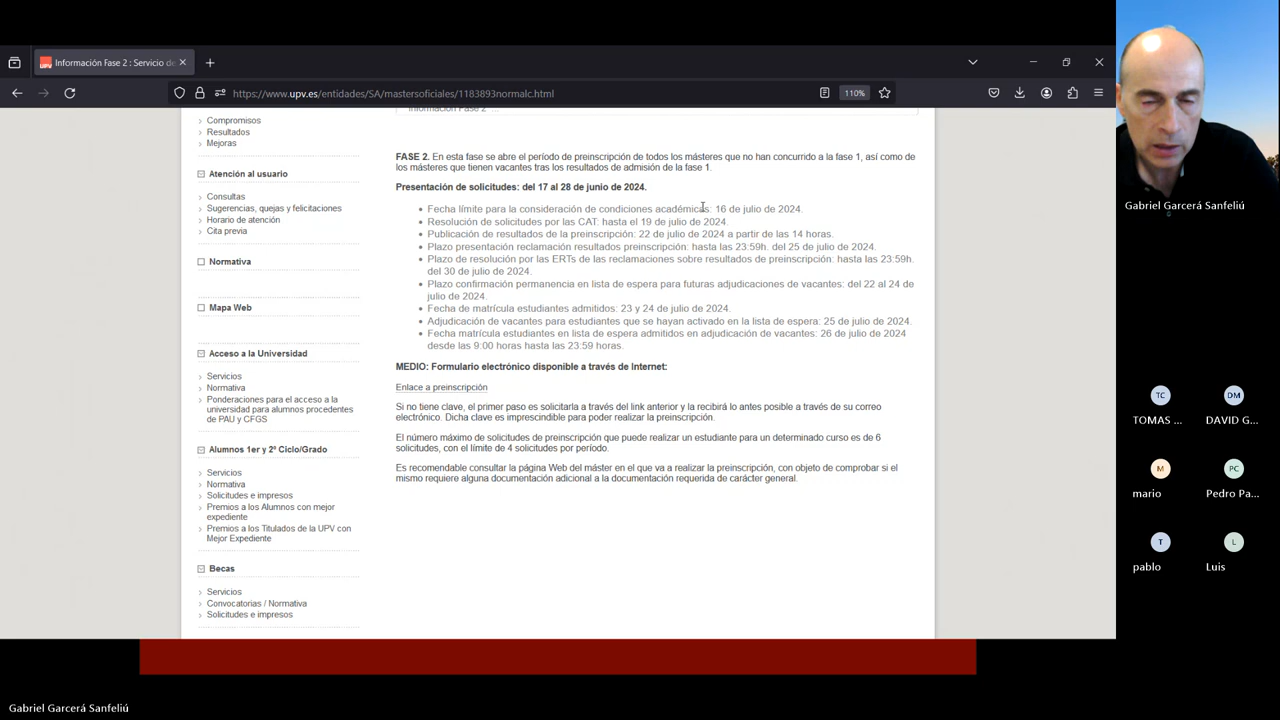 Información Fase 2 : Servicio de
https://www.upv.es/entidades/SA/mastersoficiales/1183893normalc.html
110%
Información Fase 2 ...
Compromisos
Resultados
Mejoras
Atención al usuario
Consultas
Sugerencias, quejas y felicitaciones
Horario de atención
Cita previa
Normativa
Mapa Web
Acceso a la Universidad
Servicios
Normativa
Ponderaciones para el acceso a la
universidad para alumnos procedentes
de PAU y CFGS
Alumnos 1er y 2º Ciclo/Grado
Servicios
Normativa
Solicitudes e impresos
Premios a los Alumnos con mejor
expediente
Premios a los Titulados de la UPV con
Mejor Expediente
Becas
Servicios
Convocatorias / Normativa
Solicitudes e impresos
FASE 2. En esta fase se abre el período de preinscripción de todos los másteres que no han concurrido a la fase 1, así como de
los másteres que tienen vacantes tras los resultados de admisión de la fase 1.
Presentación de solicitudes: del 17 al 28 de junio de 2024.
Fecha límite para la consideración de condiciones académicas: 16 de julio de 2024.
Resolución de solicitudes por las CAT: hasta el 19 de julio de 2024.
Publicación de resultados de la preinscripción: 22 de julio de 2024 a partir de las 14 horas.
Plazo presentación reclamación resultados preinscripción: hasta las 23:59h. del 25 de julio de 2024.
Plazo de resolución por las ERTs de las reclamaciones sobre resultados de preinscripción: hasta las 23:59h.
del 30 de julio de 2024.
Plazo confirmación permanencia en lista de espera para futuras adjudicaciones de vacantes: del 22 al 24 de
julio de 2024.
Fecha de matrícula estudiantes admitidos: 23 y 24 de julio de 2024.
Adjudicación de vacantes para estudiantes que se hayan activado en la lista de espera: 25 de julio de 2024.
Fecha matrícula estudiantes en lista de espera admitidos en adjudicación de vacantes: 26 de julio de 2024
desde las 9:00 horas hasta las 23:59 horas.
MEDIO: Formulario electrónico disponible a través de Internet:
Enlace a preinscripción
Si no tiene clave, el primer paso es solicitarla a través del link anterior y la recibirá lo antes posible a través de su correo
electrónico. Dicha clave es imprescindible para poder realizar la preinscripción.
El número máximo de solicitudes de preinscripción que puede realizar un estudiante para un determinado curso es de 6
solicitudes, con el límite de 4 solicitudes por período.
Es recomendable consultar la página Web del máster en el que va a realizar la preinscripción, con objeto de comprobar si el
mismo requiere alguna documentación adicional a la documentación requerida de carácter general.
Gabriel Garcerá Sanfeliú
TC
DM
TOMAS ...
DAVID G...
M
PC
mario
Pedro Pa...
T
L
pablo
Luis
Gabriel Garcerá Sanfeliú